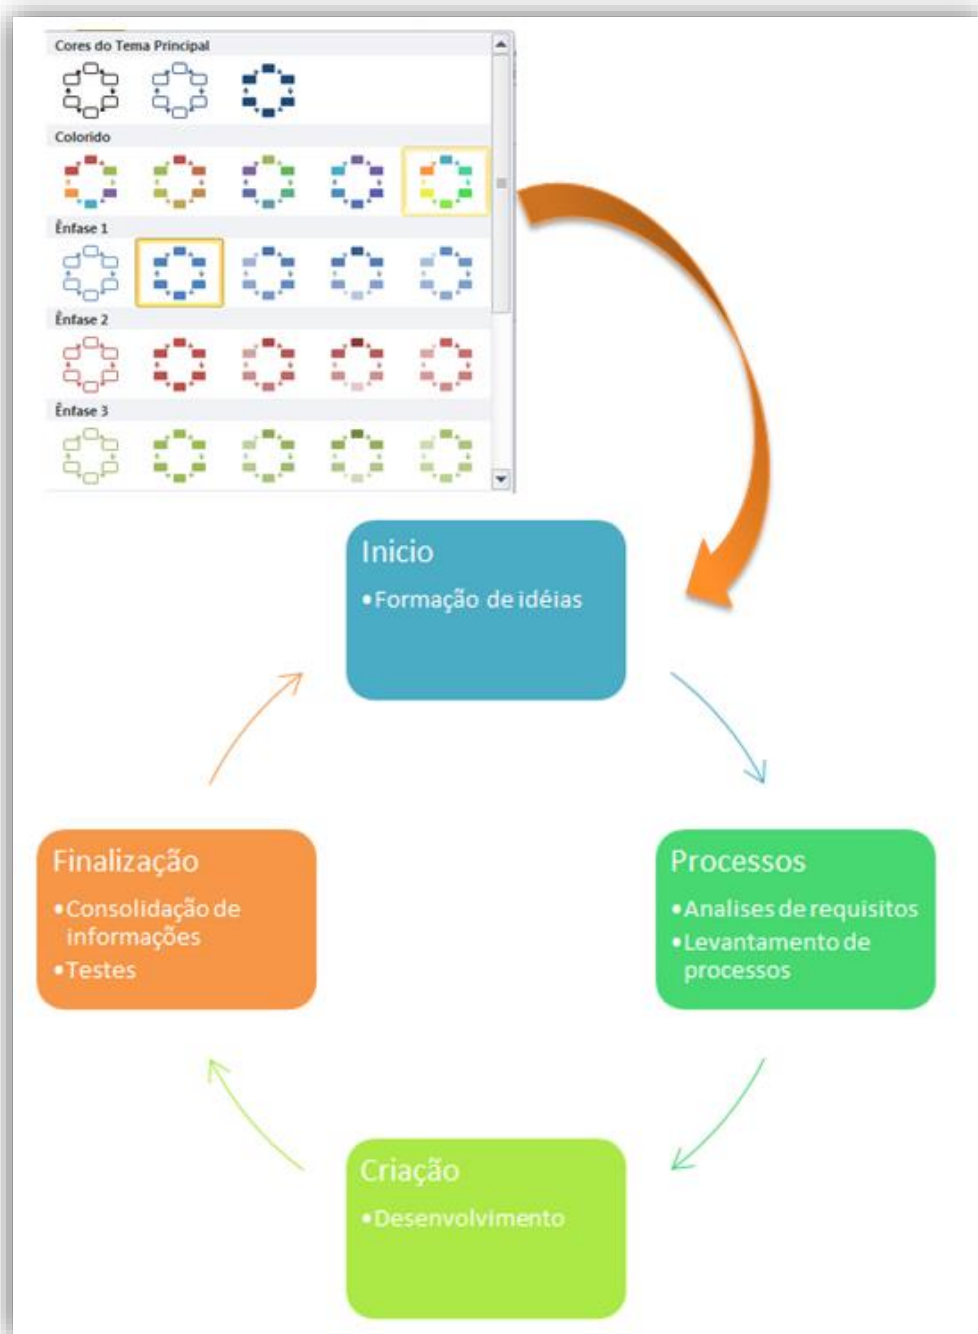 Cores do Tema Principal
Colorido
Ênfase 1
Ênfase 2
Ênfase 3
Inicio
•Formação de idéias
Finalização
•Consolidação de
informações
•Testes
Processos
•Analises de requisitos
•Levantamento de
processos
Criação
•Desenvolvimento